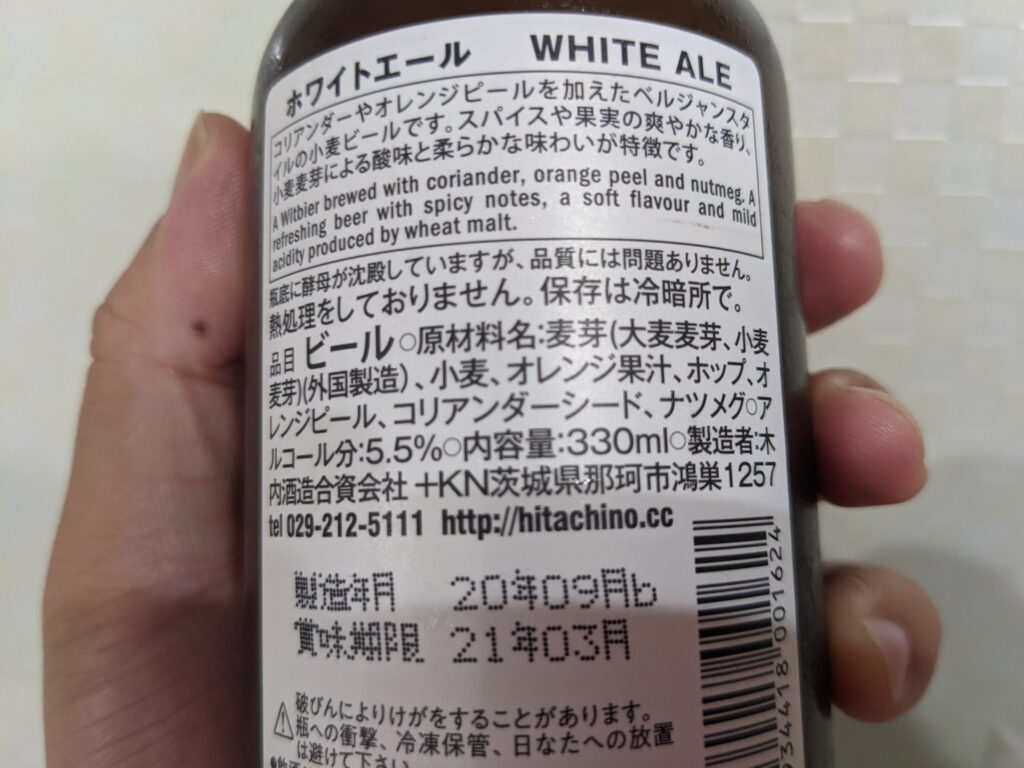 ホワイトエール WHITE ALE
コリアンダーやオレンジピールを加えたベルジャンスタ
イルの小麦ビールです。スパイスや果実の爽やかな香り、
小麦麦芽による酸味と柔らかな味わいが特徴です。
A Witbier brewed with coriander, orange peel and nutmeg. A
refreshing beer with spicy notes, a soft flavour and mild
acidity produced by wheat malt.
瓶底に酵母が沈殿していますが、品質には問題ありません。
熱処理をしておりません。保存は冷暗所で。
品目 ビール ○原材料名:麦芽(大麦麦芽、小麦
麦芽)(外国製造)、小麦、オレンジ果汁、ホップ、オ
レンジピール、コリアンダーシード、ナツメグ○ア
ルコール分:5.5%○内容量:330ml○製造者:木
内酒造合資会社 +KN茨城県那珂市鴻巣1257
tel 029-212-5111 http://hitachino.cc
製造年月 20年09月b
賞味期限 21年03月
934418 001624
破びんによりけがをすることがあります。
瓶への衝撃、冷凍保管、日なたへの放置
は避けて下さい。